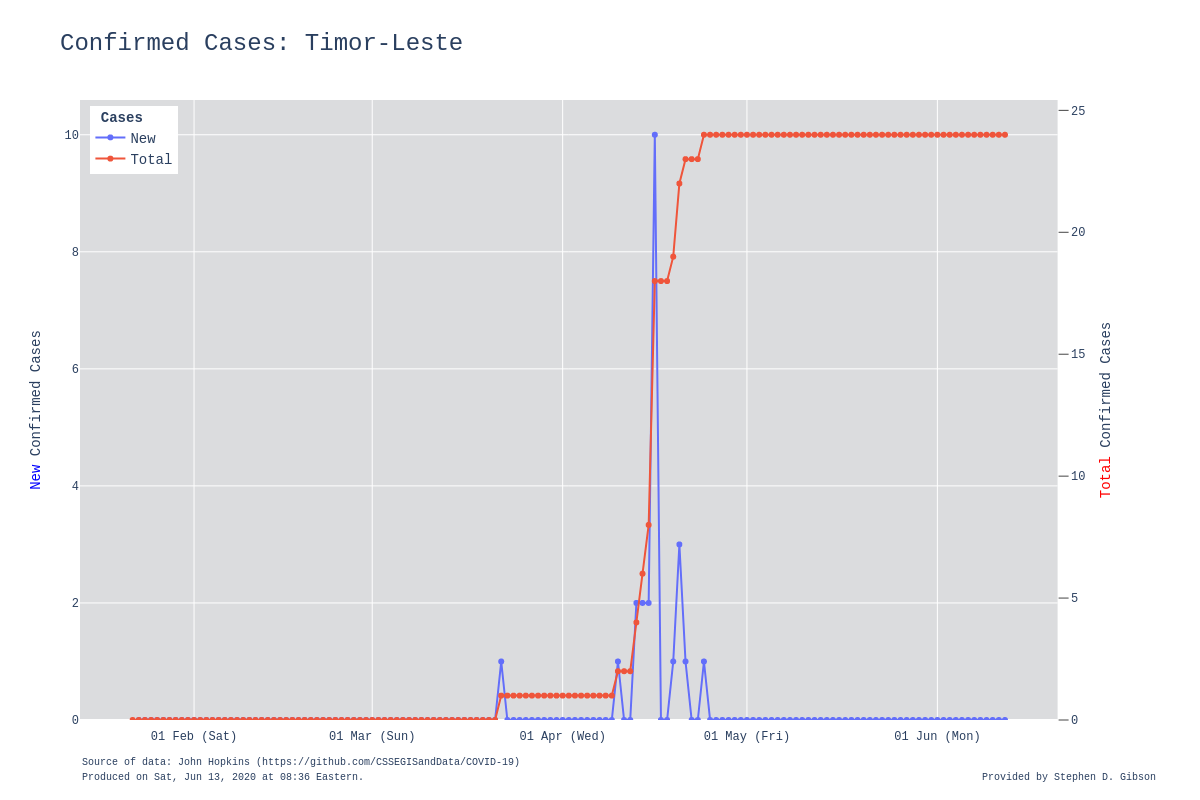 Confirmed Cases: Timor-Leste
Cases
New
Total
10
8
6
4
2
0
25
20
15
10
5
0
New Confirmed Cases
Total Confirmed Cases
01 Feb (Sat)
01 Mar (Sun)
01 Apr (Wed)
01 May (Fri)
01 Jun (Mon)
Source of data: John Hopkins (https://github.com/CSSEGISandData/COVID-19)
Produced on Sat, Jun 13, 2020 at 08:36 Eastern.
Provided by Stephen D. Gibson